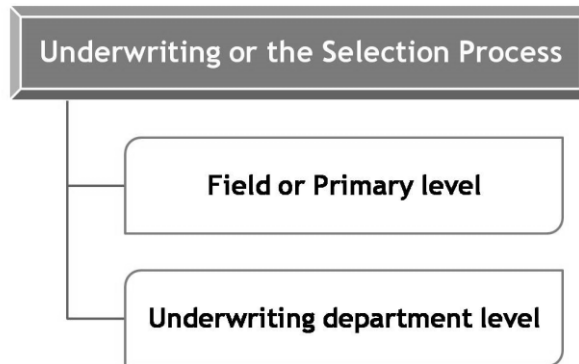 Underwriting or the Selection Process
Field or Primary level
Underwriting department level